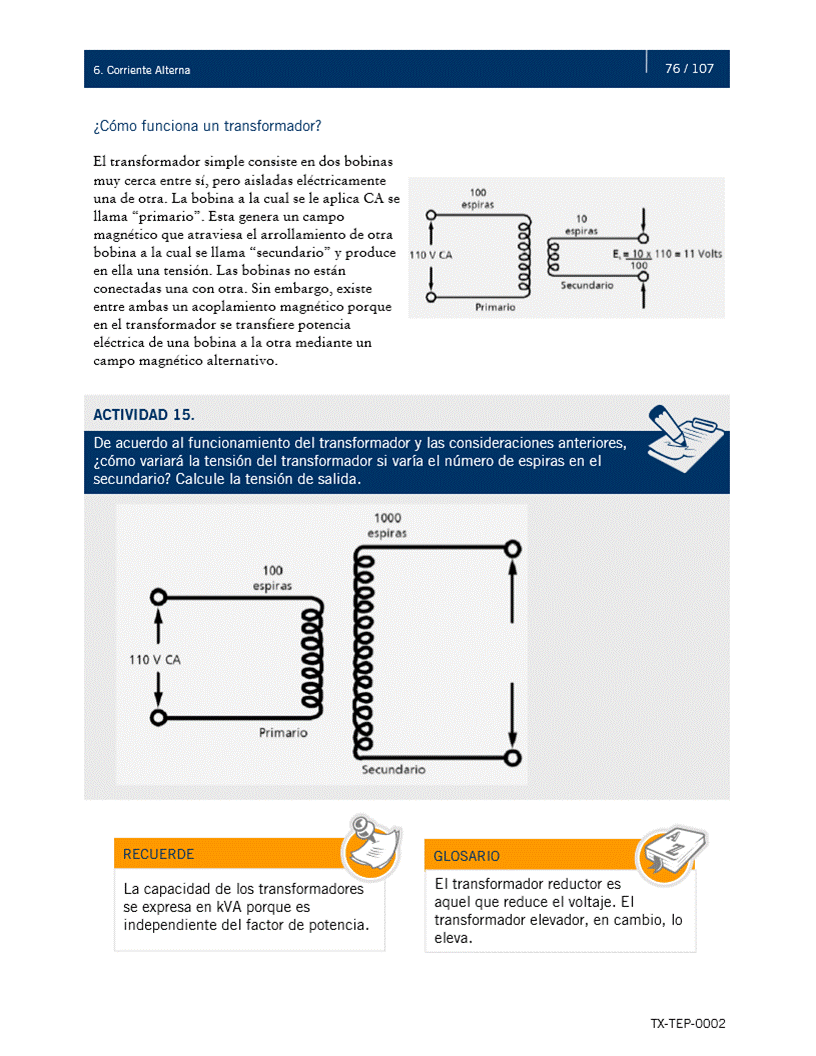 6. Corriente Alterna
76 / 107
¿Cómo funciona un transformador?
El transformador simple consiste en dos bobinas
muy cerca entre sí, pero aisladas eléctricamente
una de otra. La bobina a la cual se le aplica CA se
llama “primario”. Esta genera un campo
magnético que atraviesa el arrollamiento de otra
bobina a la cual se llama “secundario” y produce
en ella una tensión. Las bobinas no están
conectadas una con otra. Sin embargo, existe
entre ambas un acoplamiento magnético porque
en el transformador se transfiere potencia
eléctrica de una bobina a la otra mediante un
campo magnético alternativo.
100
espiras
110 V CA
Primario
10
espiras
Secundario
Es = 10 x 110 = 11 Volts
100
ACTIVIDAD 15.
De acuerdo al funcionamiento del transformador y las consideraciones anteriores,
¿cómo variará la tensión del transformador si varía el número de espiras en el
secundario? Calcule la tensión de salida.
1000
espiras
100
espiras
110 V CA
Primario
Secundario
RECUERDE
La capacidad de los transformadores
se expresa en kVA porque es
independiente del factor de potencia.
GLOSARIO
A
Z
El transformador reductor es
aquel que reduce el voltaje. El
transformador elevador, en cambio, lo
eleva.
TX-TEP-0002